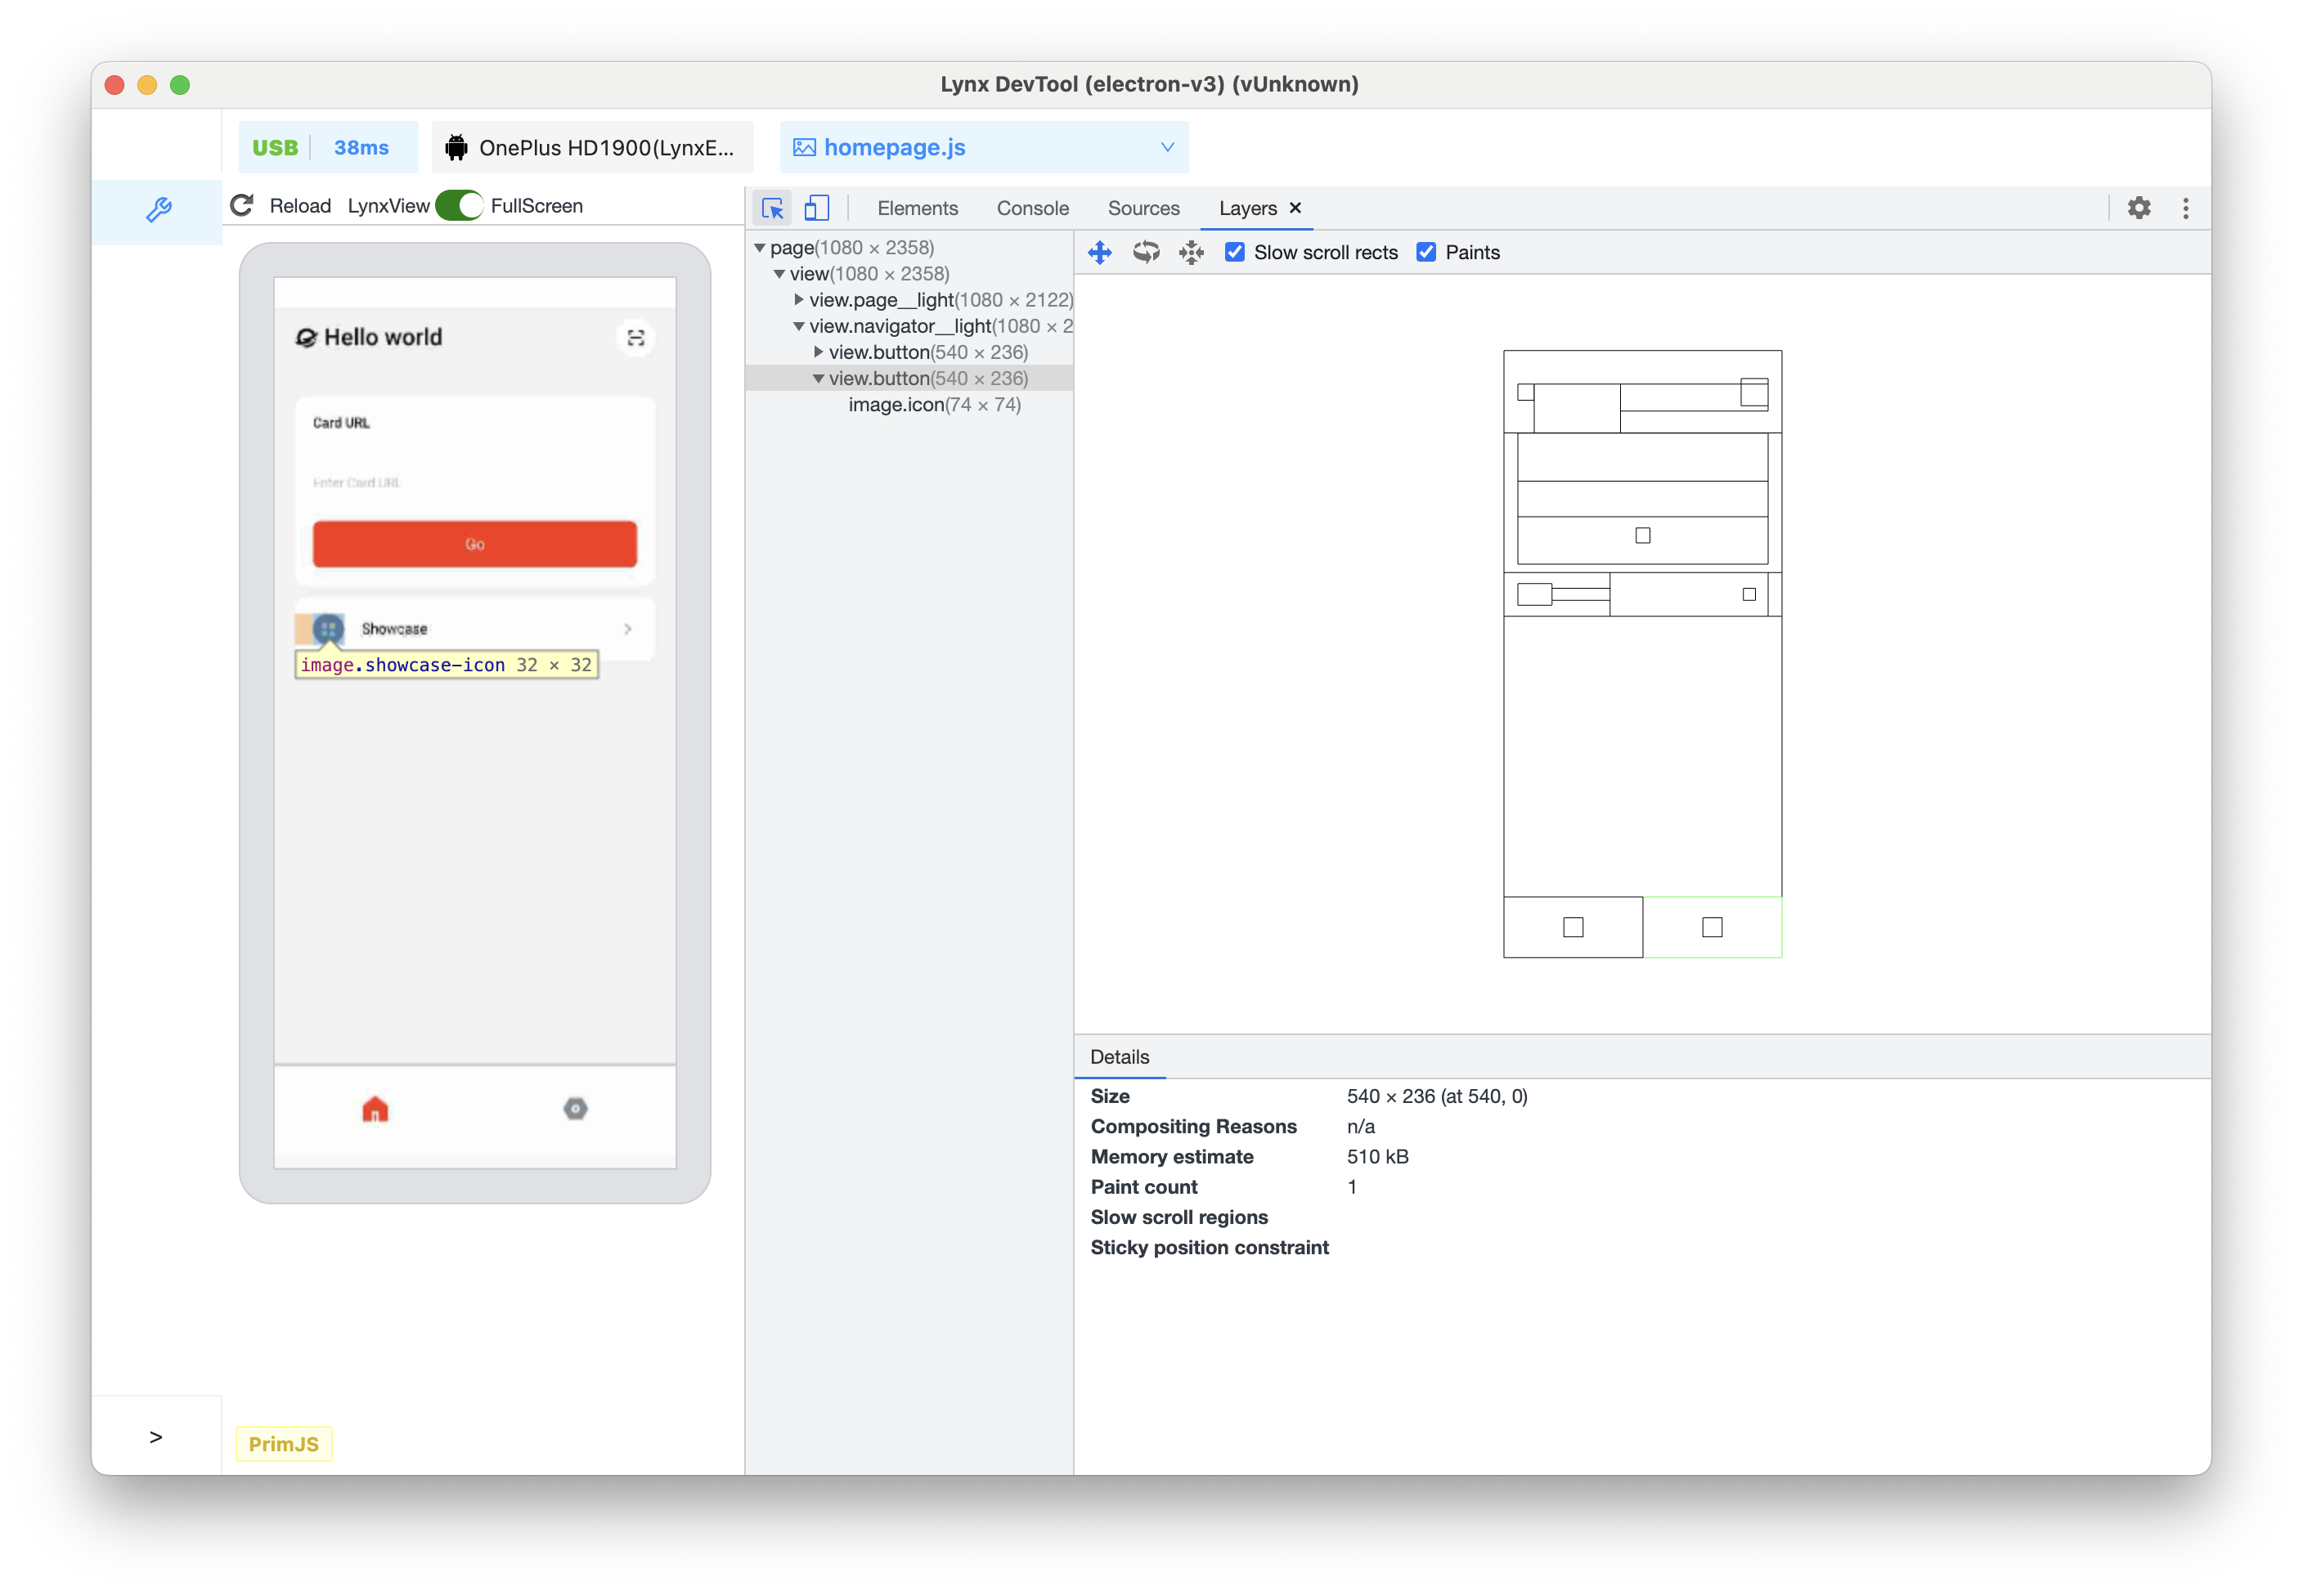 Lynx DevTool (electron-v3) (vUnknown)
USB 38ms OnePlus HD1900(LynxE... homepage.js
Reload LynxView FullScreen
Elements Console Sources Layers ×
Slow scroll rects Paints
page(1080 × 2358)
view(1080 × 2358)
view.page__light(1080 × 2122)
view.navigator__light(1080 × 2
view.button(540 × 236)
view.button(540 × 236)
image.icon(74 × 74)
Hello world
Card URL
Enter Card URL
Go
Showcase
image.showcase-icon 32 × 32
Details
Size 540 × 236 (at 540, 0)
Compositing Reasons n/a
Memory estimate 510 kB
Paint count 1
Slow scroll regions
Sticky position constraint
>
PrimJS